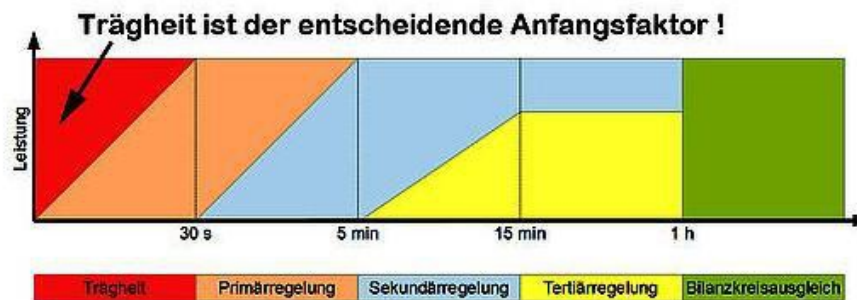 Trägheit ist der entscheidende Anfangsfaktor !
Leistung
30 s 5 min 15 min 1 h
Trägheit Primärregelung Sekundärregelung Tertiärregelung Bilanzkreisausgleich